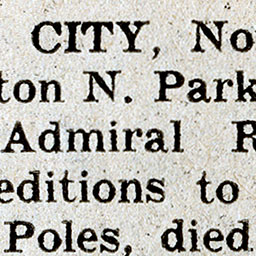 CITY, No
ton N. Park
Admiral R
editions to
Poles, died